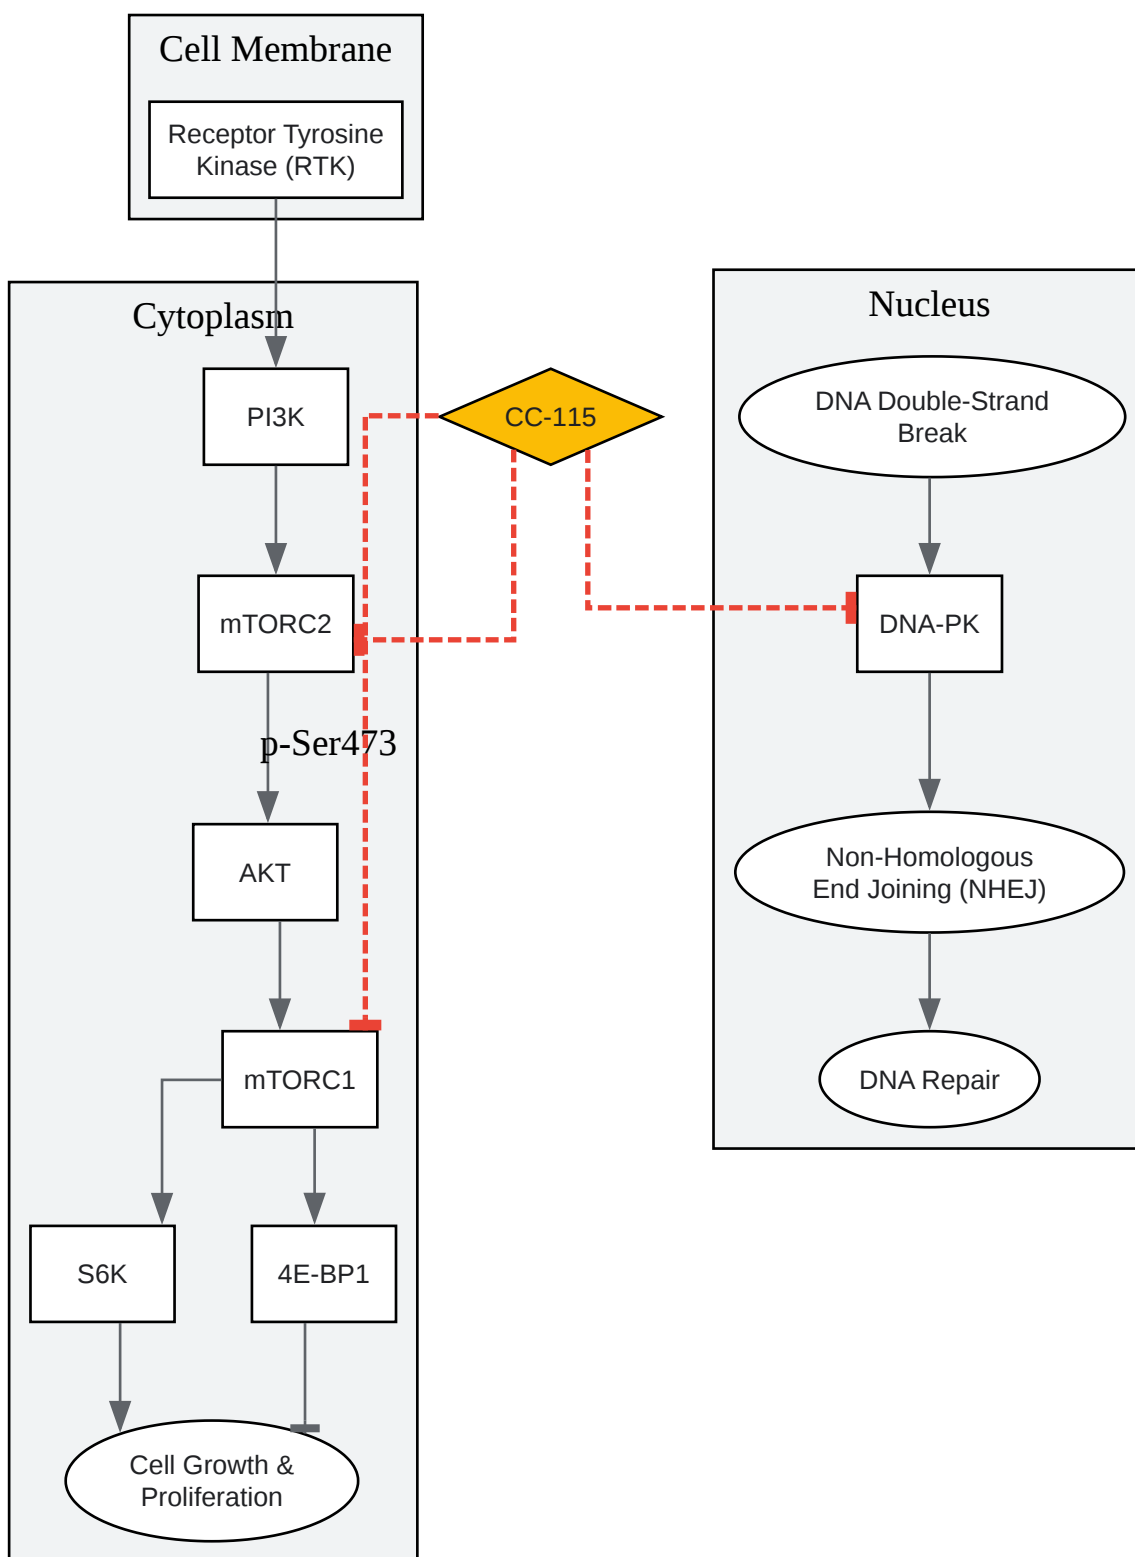 Cell Membrane
Receptor Tyrosine
Kinase (RTK)
Cytoplasm
PI3K
mTORC2
p-Ser473
AKT
mTORC1
S6K
4E-BP1
Cell Growth &
Proliferation
CC-115
Nucleus
DNA Double-Strand
Break
DNA-PK
Non-Homologous
End Joining (NHEJ)
DNA Repair